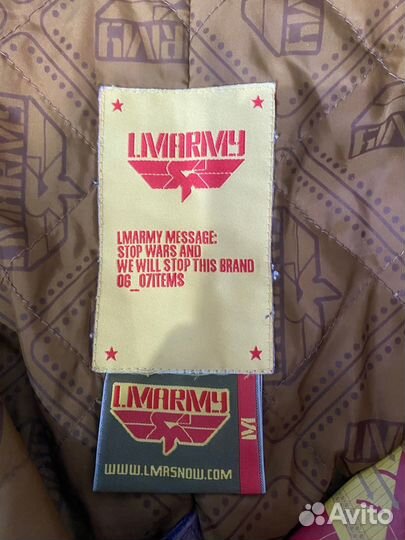 LMARMY
LMARMY MESSAGE:
STOP WARS AND
WE WILL STOP THIS BRAND
06_07ITEMS
LMARMY
M
WWW.LMRSNOW.COM
Avito